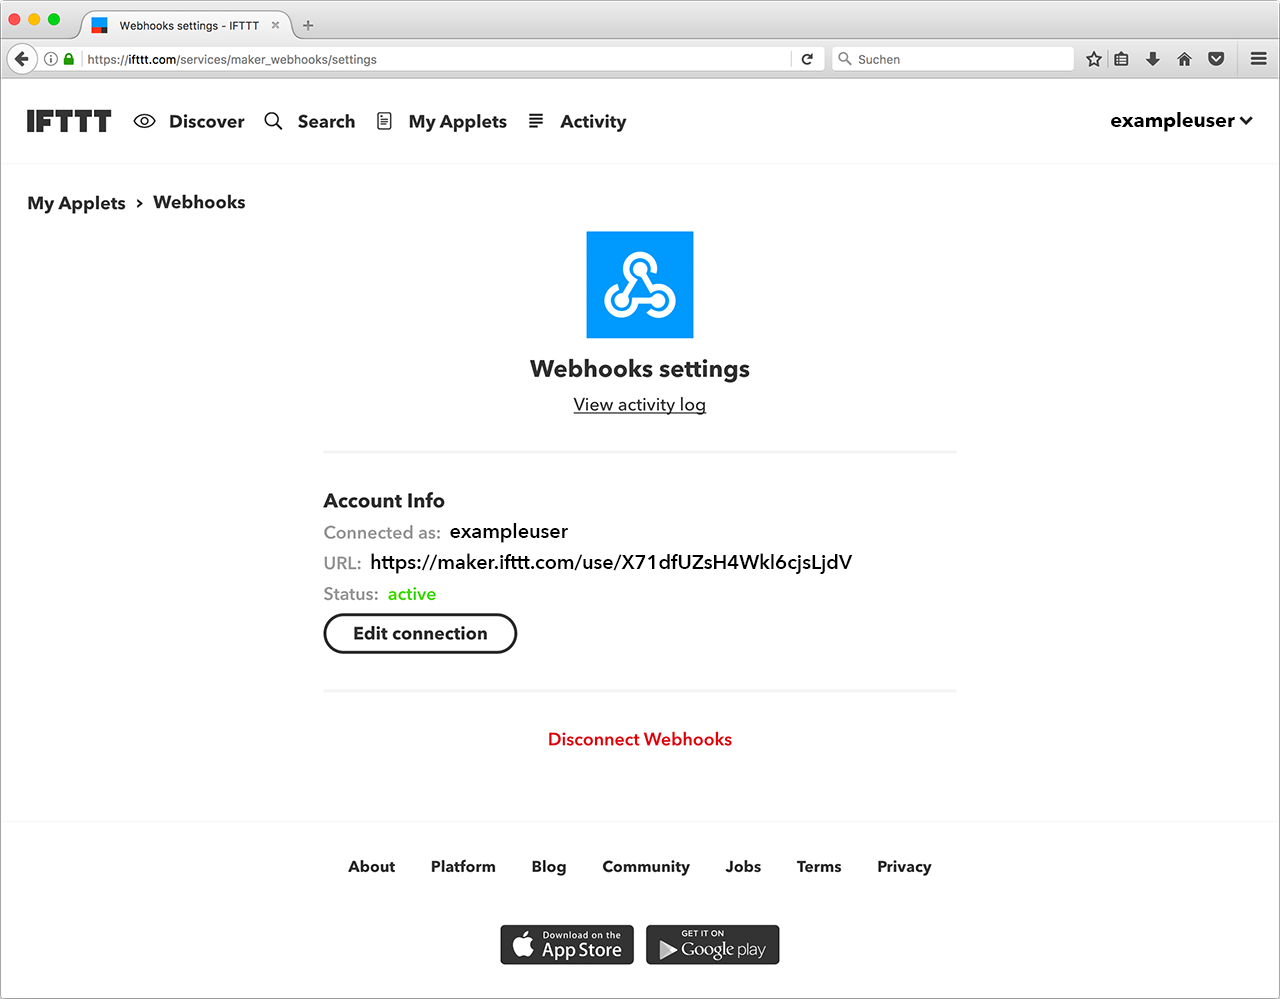 Webhooks settings - IFTTT
https://ifttt.com/services/maker_webhooks/settings
Suchen
IFTTT Discover Search My Applets Activity exampleuser
My Applets › Webhooks
Webhooks settings
View activity log
Account Info
Connected as: exampleuser
URL: https://maker.ifttt.com/use/X71dfUZsH4Wkl6cjsLjdV
Status: active
Edit connection
Disconnect Webhooks
About Platform Blog Community Jobs Terms Privacy
Download on the
App Store
GET IT ON
Google play